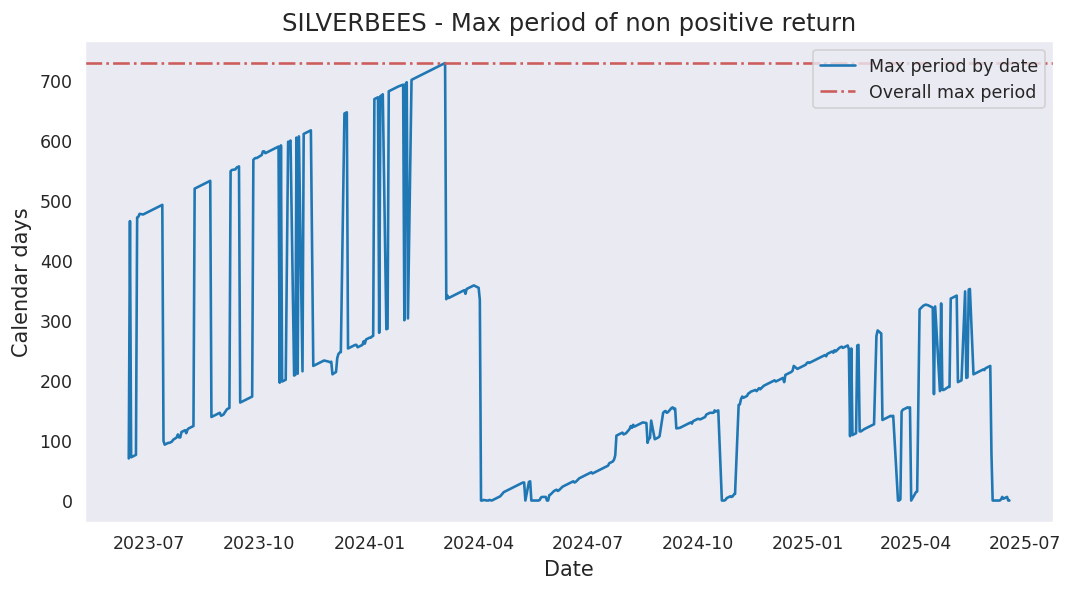 SILVERBEES - Max period of non positive return
Max period by date
Overall max period
Calendar days
700
600
500
400
300
200
100
0
2023-07 2023-10 2024-01 2024-04 2024-07 2024-10 2025-01 2025-04 2025-07
Date